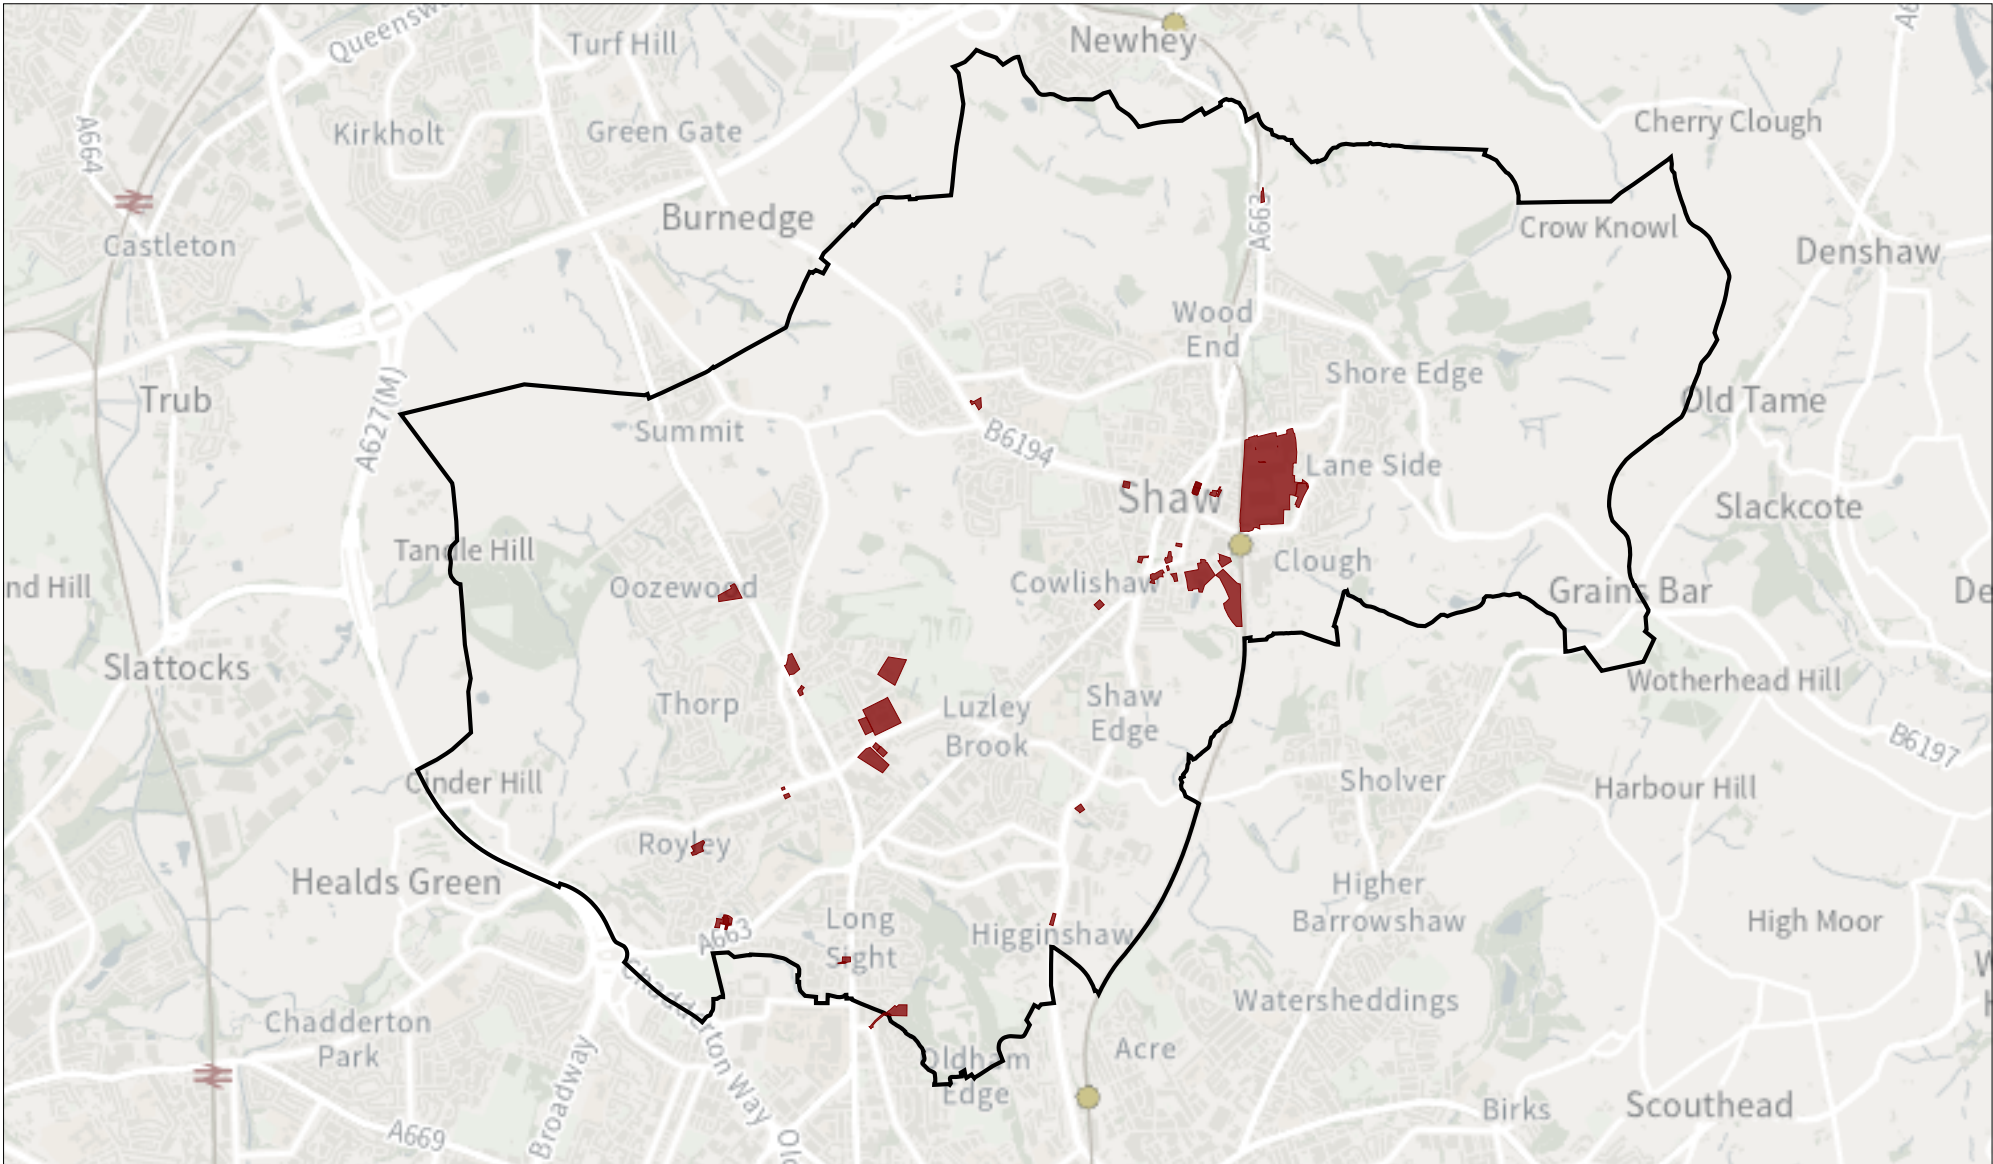 Queensw
Turf Hill
Newhey
A6
A664
Kirkholt
Green Gate
Cherry Clough
Castleton
Burnedge
A663
Crow Knowl
Denshaw
Wood
End
Trub
A627(M)
Summit
B6194
Shore Edge
Old Tame
Lane Side
Shaw
Slackcote
nd Hill
Tandle Hill
Oozewood
Cowlishaw
Clough
Grains Bar
De
Slattocks
Thorp
Luzley
Brook
Shaw
Edge
Wotherhead Hill
B6197
Cinder Hill
Sholver
Harbour Hill
Royley
Healds Green
Higher
Barrowshaw
High Moor
A663
Long
Sight
Higginshaw
W
H
Chadderton Way
Watersheddings
Chadderton
Park
Broadway
Oldham
Edge
Acre
Birks
Scouthead
A669
Old